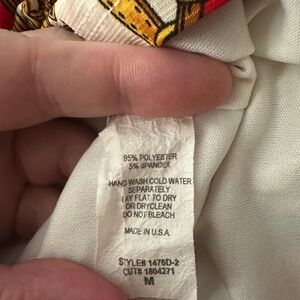 95% POLYESTER
5% SPANDEX
HAND WASH COLD WATER
SEPARATELY
LAY FLAT TO DRY
OR DRYCLEAN
DO NOT BLEACH
MADE IN U.S.A.
STYLE# 1476D-2
CUT# 1804271
M